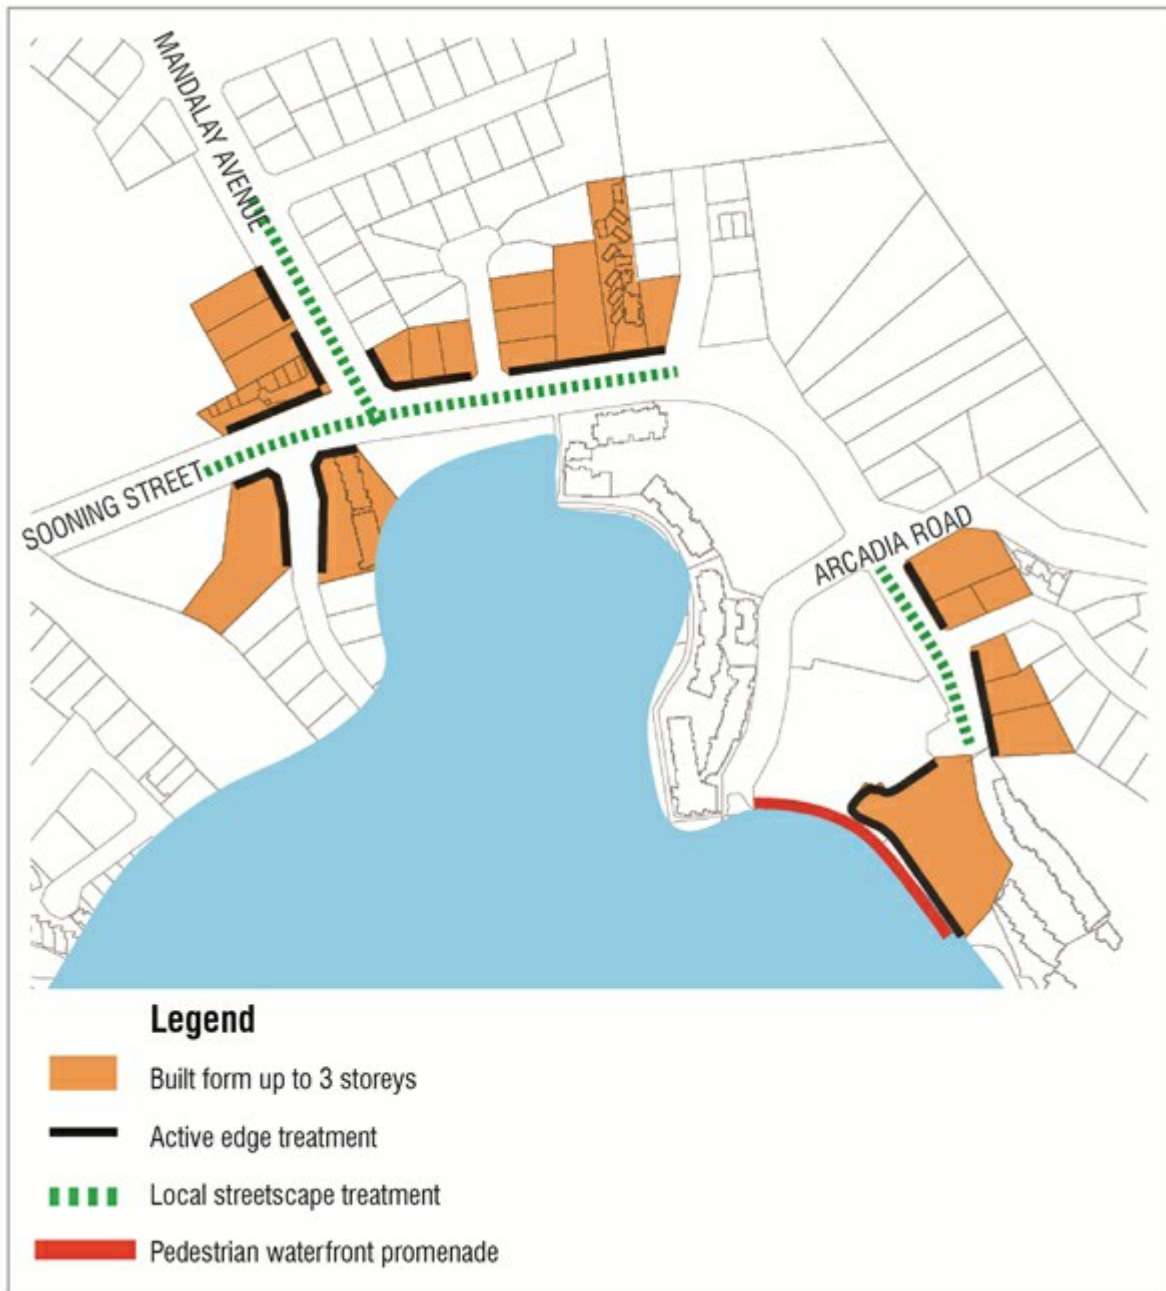 MANDALAY AVENUE
SOONING STREET
ARCADIA ROAD
Legend
Built form up to 3 storeys
Active edge treatment
Local streetscape treatment
Pedestrian waterfront promenade